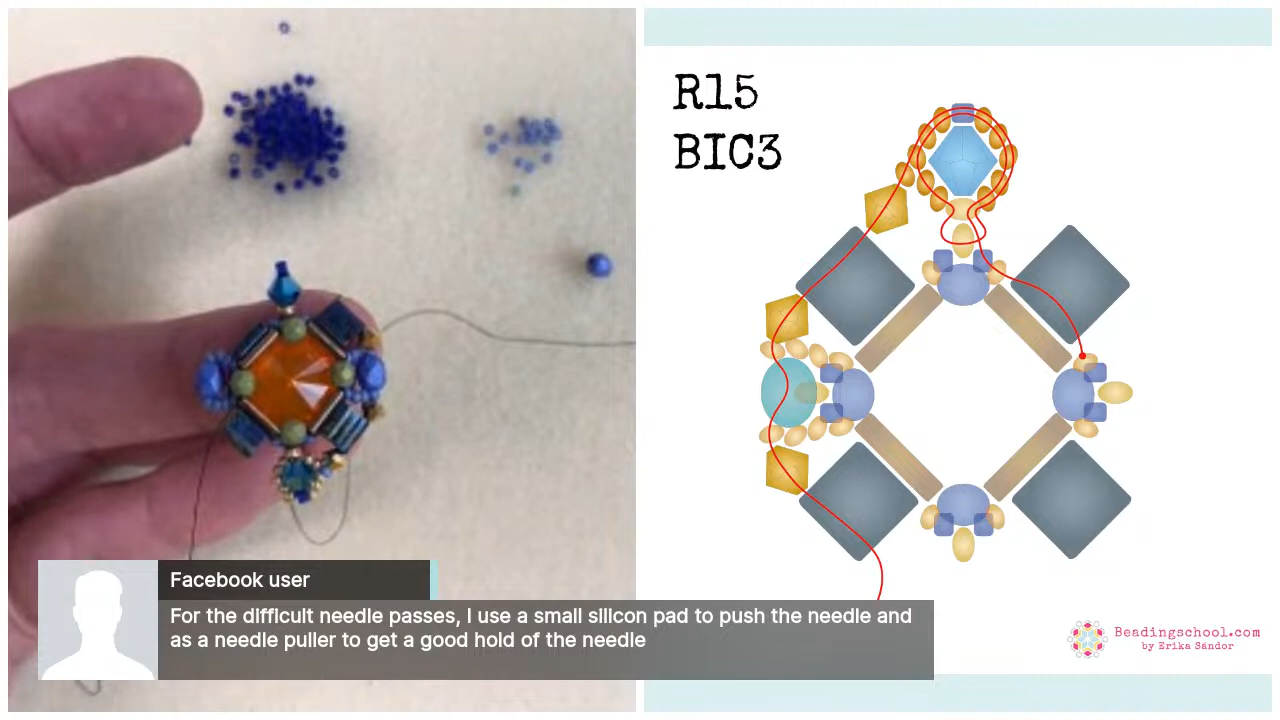 R15
BIC3
Facebook user
For the difficult needle passes, I use a small silicon pad to push the needle and
as a needle puller to get a good hold of the needle
Beadingschool.com
by Erika Sándor